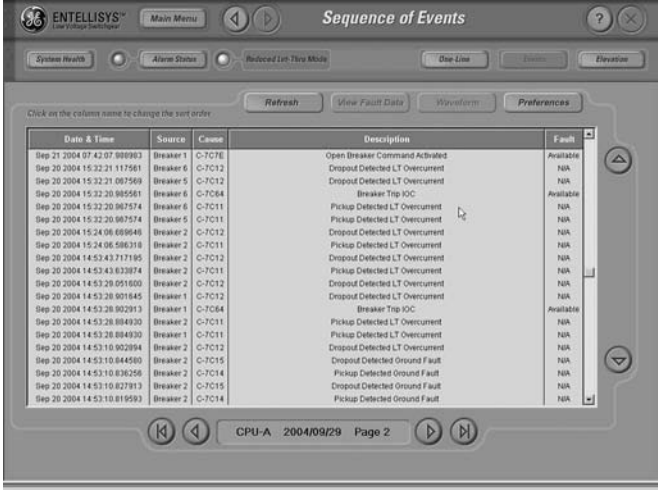 ENTELLISYS™
Low Voltage Switchgear
Main Menu
Sequence of Events
?
System Health
Alarm Status
Reduced Let-Thru Mode
One-Line
Events
Elevation
Refresh
View Fault Data
Waveform
Preferences
Click on the column name to change the sort order
Date & Time Source Cause Description Fault
Sep 21 2004 07:42:07.988983 Breaker 1 C-7C7E Open Breaker Command Activated Available
Sep 20 2004 15:32:21.117561 Breaker 6 C-7C12 Dropout Detected LT Overcurrent N/A
Sep 20 2004 15:32:21.067569 Breaker 5 C-7C12 Dropout Detected LT Overcurrent N/A
Sep 20 2004 15:32:20.985561 Breaker 6 C-7C64 Breaker Trip IOC Available
Sep 20 2004 15:32:20.967574 Breaker 6 C-7C11 Pickup Detected LT Overcurrent N/A
Sep 20 2004 15:32:20.967574 Breaker 5 C-7C11 Pickup Detected LT Overcurrent N/A
Sep 20 2004 15:24:06.689646 Breaker 2 C-7C12 Dropout Detected LT Overcurrent N/A
Sep 20 2004 15:24:06.586318 Breaker 2 C-7C11 Pickup Detected LT Overcurrent N/A
Sep 20 2004 14:53:43.717195 Breaker 2 C-7C12 Dropout Detected LT Overcurrent N/A
Sep 20 2004 14:53:43.633874 Breaker 2 C-7C11 Pickup Detected LT Overcurrent N/A
Sep 20 2004 14:53:29.051600 Breaker 2 C-7C12 Dropout Detected LT Overcurrent N/A
Sep 20 2004 14:53:28.901645 Breaker 1 C-7C12 Dropout Detected LT Overcurrent N/A
Sep 20 2004 14:53:28.902913 Breaker 1 C-7C64 Breaker Trip IOC Available
Sep 20 2004 14:53:28.884930 Breaker 2 C-7C11 Pickup Detected LT Overcurrent N/A
Sep 20 2004 14:53:28.884930 Breaker 1 C-7C11 Pickup Detected LT Overcurrent N/A
Sep 20 2004 14:53:10.902894 Breaker 2 C-7C12 Dropout Detected LT Overcurrent N/A
Sep 20 2004 14:53:10.844580 Breaker 2 C-7C15 Dropout Detected Ground Fault N/A
Sep 20 2004 14:53:10.836256 Breaker 2 C-7C14 Pickup Detected Ground Fault N/A
Sep 20 2004 14:53:10.827913 Breaker 2 C-7C15 Dropout Detected Ground Fault N/A
Sep 20 2004 14:53:10.819593 Breaker 2 C-7C14 Pickup Detected Ground Fault N/A
CPU-A 2004/09/29 Page 2